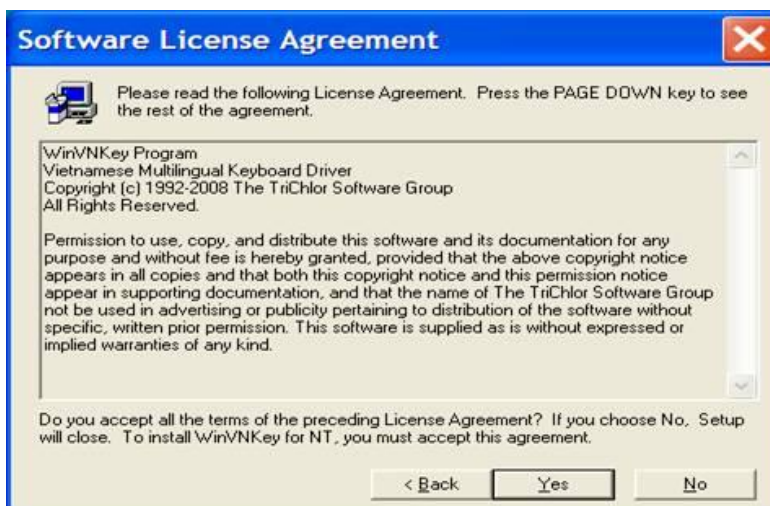 Software License Agreement
Please read the following License Agreement. Press the PAGE DOWN key to see
the rest of the agreement.
WinVNKey Program
Vietnamese Multilingual Keyboard Driver
Copyright (c) 1992-2008 The TriChlor Software Group
All Rights Reserved.
Permission to use, copy, and distribute this software and its documentation for any
purpose and without fee is hereby granted, provided that the above copyright notice
appears in all copies and that both this copyright notice and this permission notice
appear in supporting documentation, and that the name of The TriChlor Software Group
not be used in advertising or publicity pertaining to distribution of the software without
specific, written prior permission. This software is supplied as is without expressed or
implied warranties of any kind.
Do you accept all the terms of the preceding License Agreement? If you choose No, Setup
will close. To install WinVNKey for NT, you must accept this agreement.
< Back Yes No